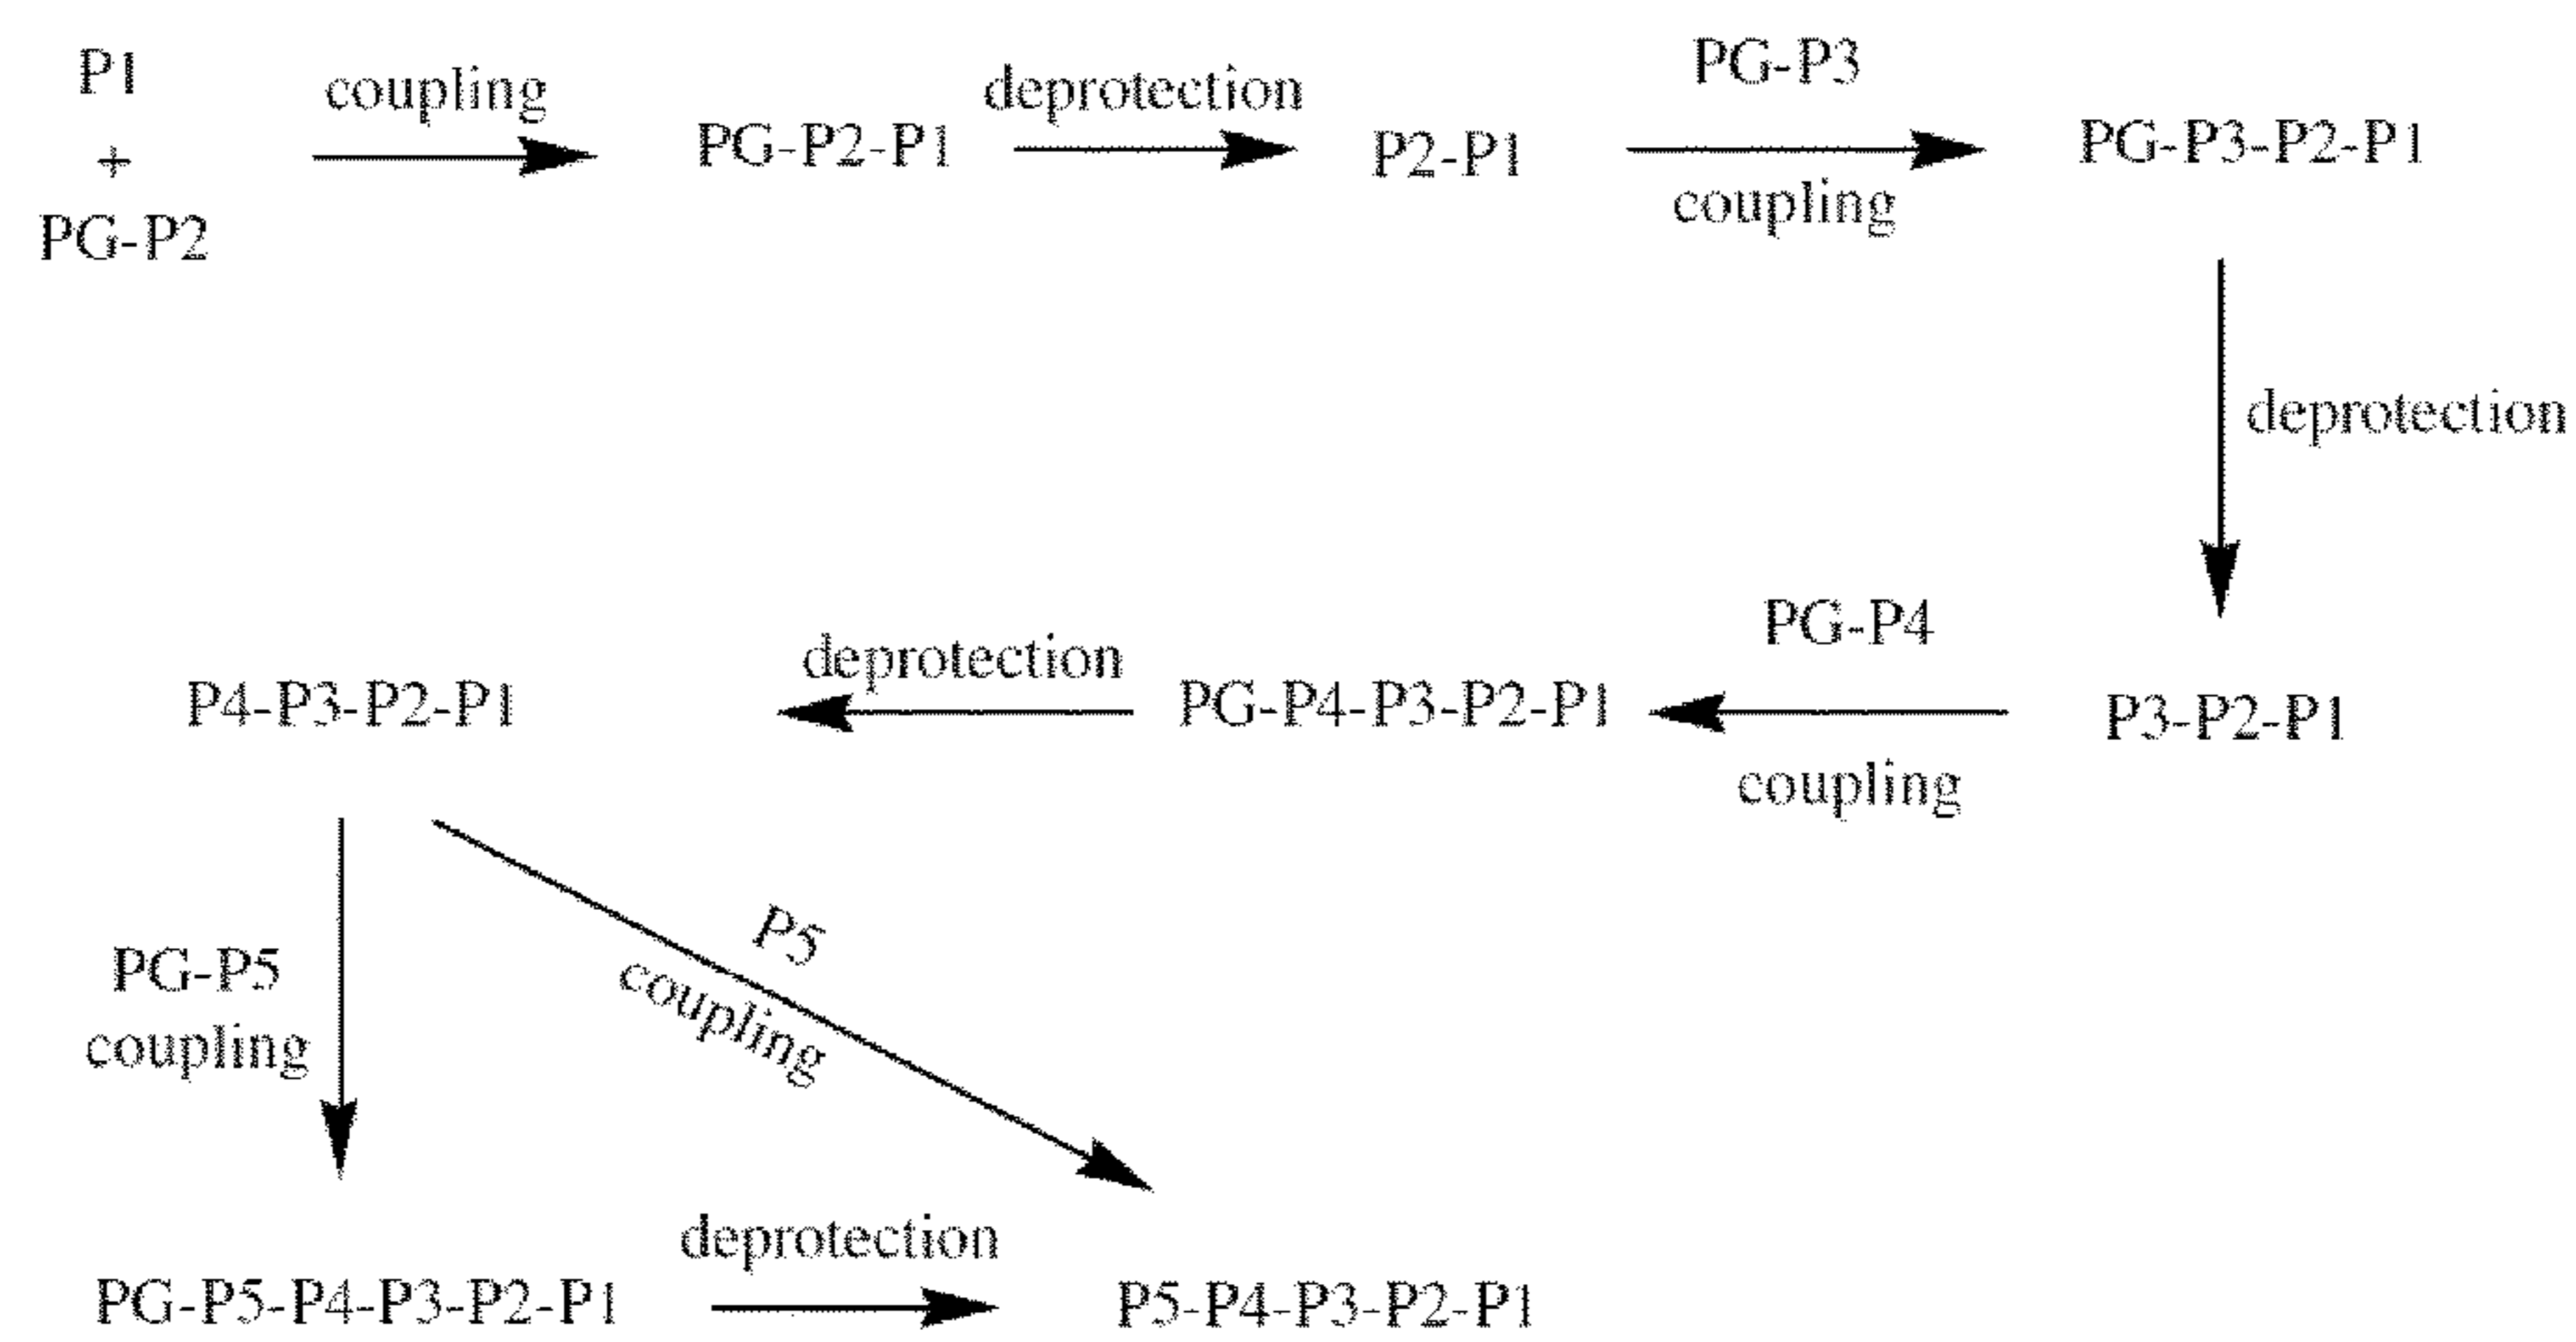 P1
+
PG-P2
coupling
PG-P2-P1
deprotection
P2-P1
PG-P3
coupling
PG-P3-P2-P1
deprotection
P3-P2-P1
PG-P4
coupling
PG-P4-P3-P2-P1
deprotection
P4-P3-P2-P1
PG-P5
coupling
P5
coupling
PG-P5-P4-P3-P2-P1
deprotection
P5-P4-P3-P2-P1